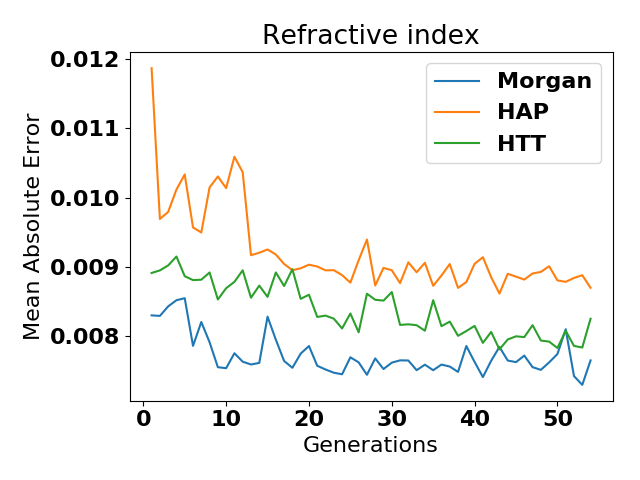 Refractive index
Mean Absolute Error
0.012
0.011
0.010
0.009
0.008
Morgan
HAP
HTT
0 10 20 30 40 50
Generations